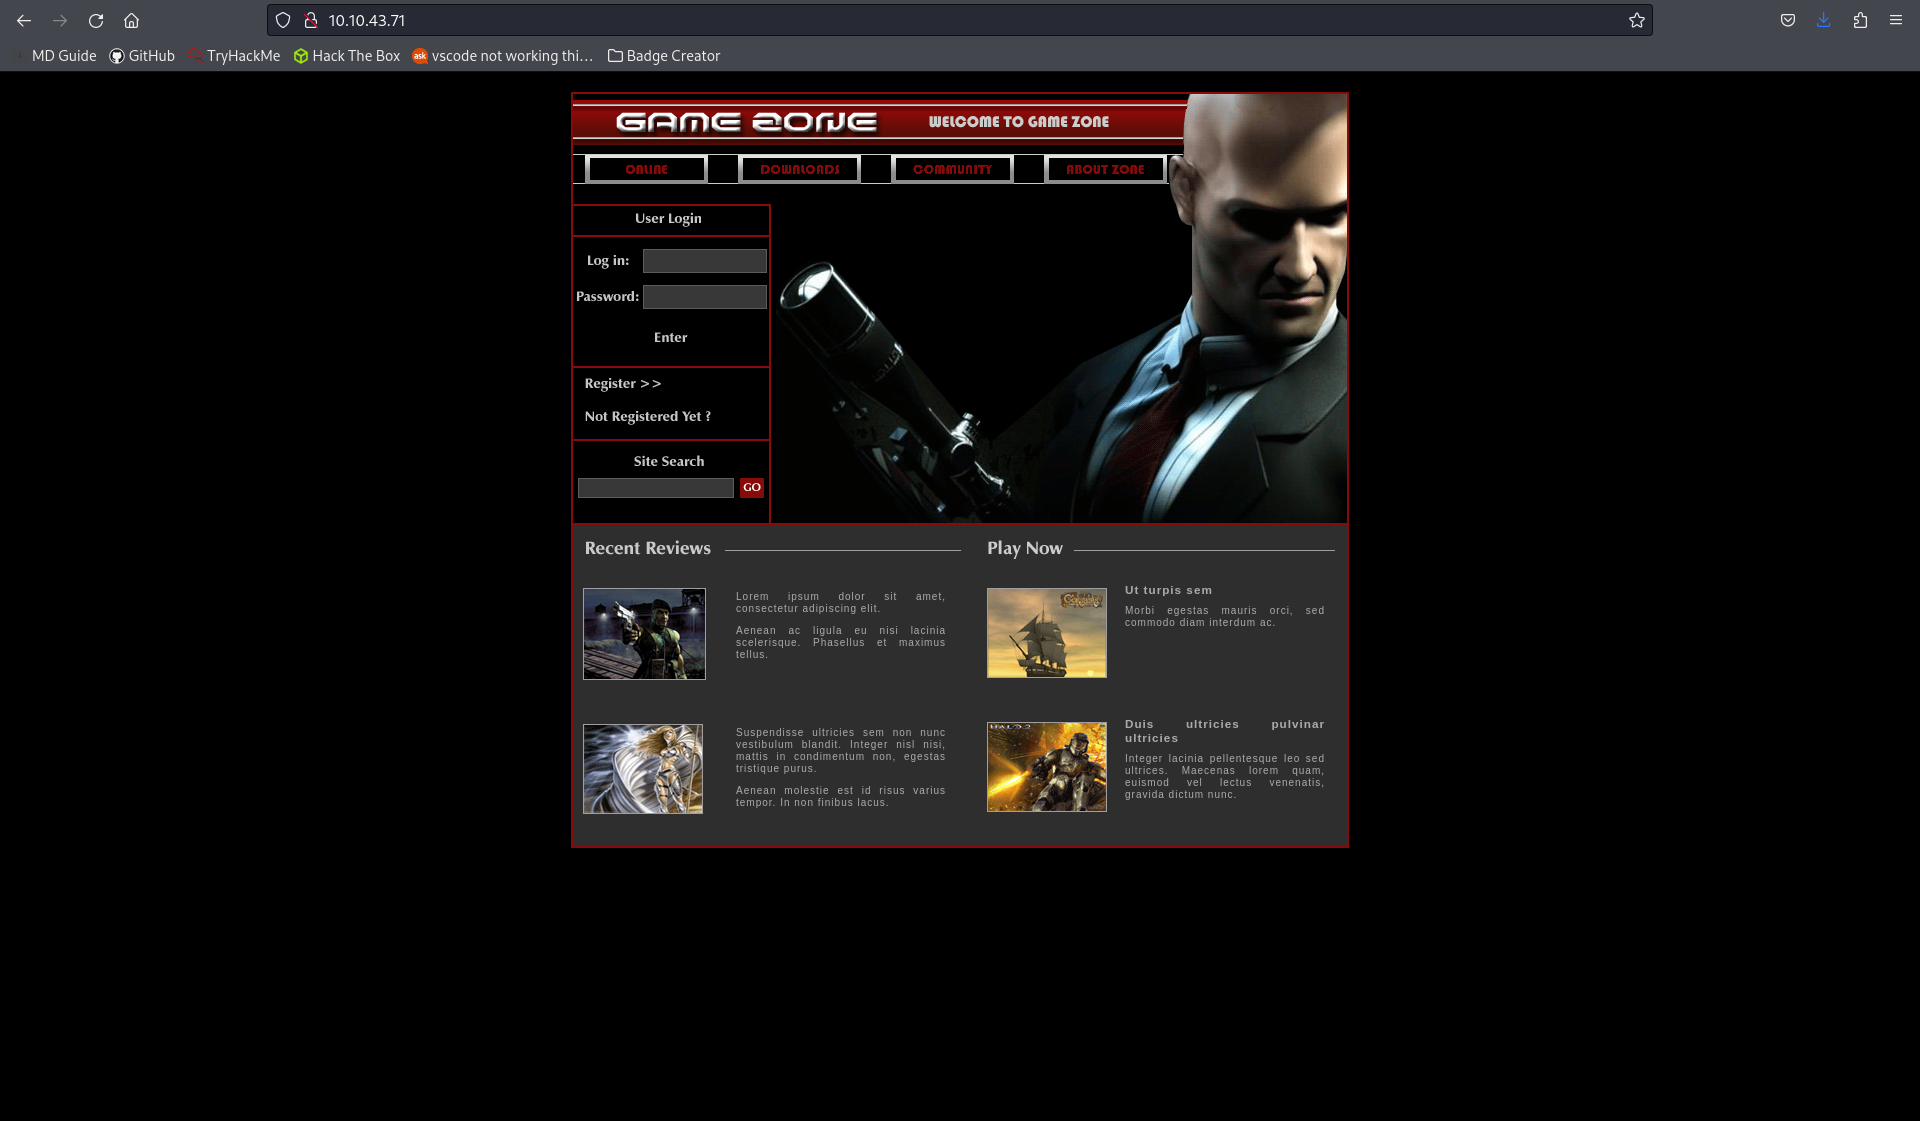 10.10.43.71
MD Guide
GitHub
TryHackMe
Hack The Box
ask
vscode not working thi...
Badge Creator
GAME ZONE
WELCOME TO GAME ZONE
ONLINE
DOWNLOADS
COMMUNITY
ABOUT ZONE
User Login
Log in:
Password:
Enter
Register >>
Not Registered Yet ?
Site Search
GO
Recent Reviews
Lorem ipsum dolor sit amet,
consectetur adipiscing elit.
Aenean ac ligula eu nisi lacinia
scelerisque. Phasellus et maximus
tellus.
Suspendisse ultricies sem non nunc
vestibulum blandit. Integer nisl nisi,
mattis in condimentum non, egestas
tristique purus.
Aenean molestie est id risus varius
tempor. In non finibus lacus.
Play Now
Ut turpis sem
Morbi egestas mauris orci, sed
commodo diam interdum ac.
HALO 2
Duis ultricies pulvinar
ultricies
Integer lacinia pellentesque leo sed
ultrices. Maecenas lorem quam,
euismod vel lectus venenatis,
gravida dictum nunc.